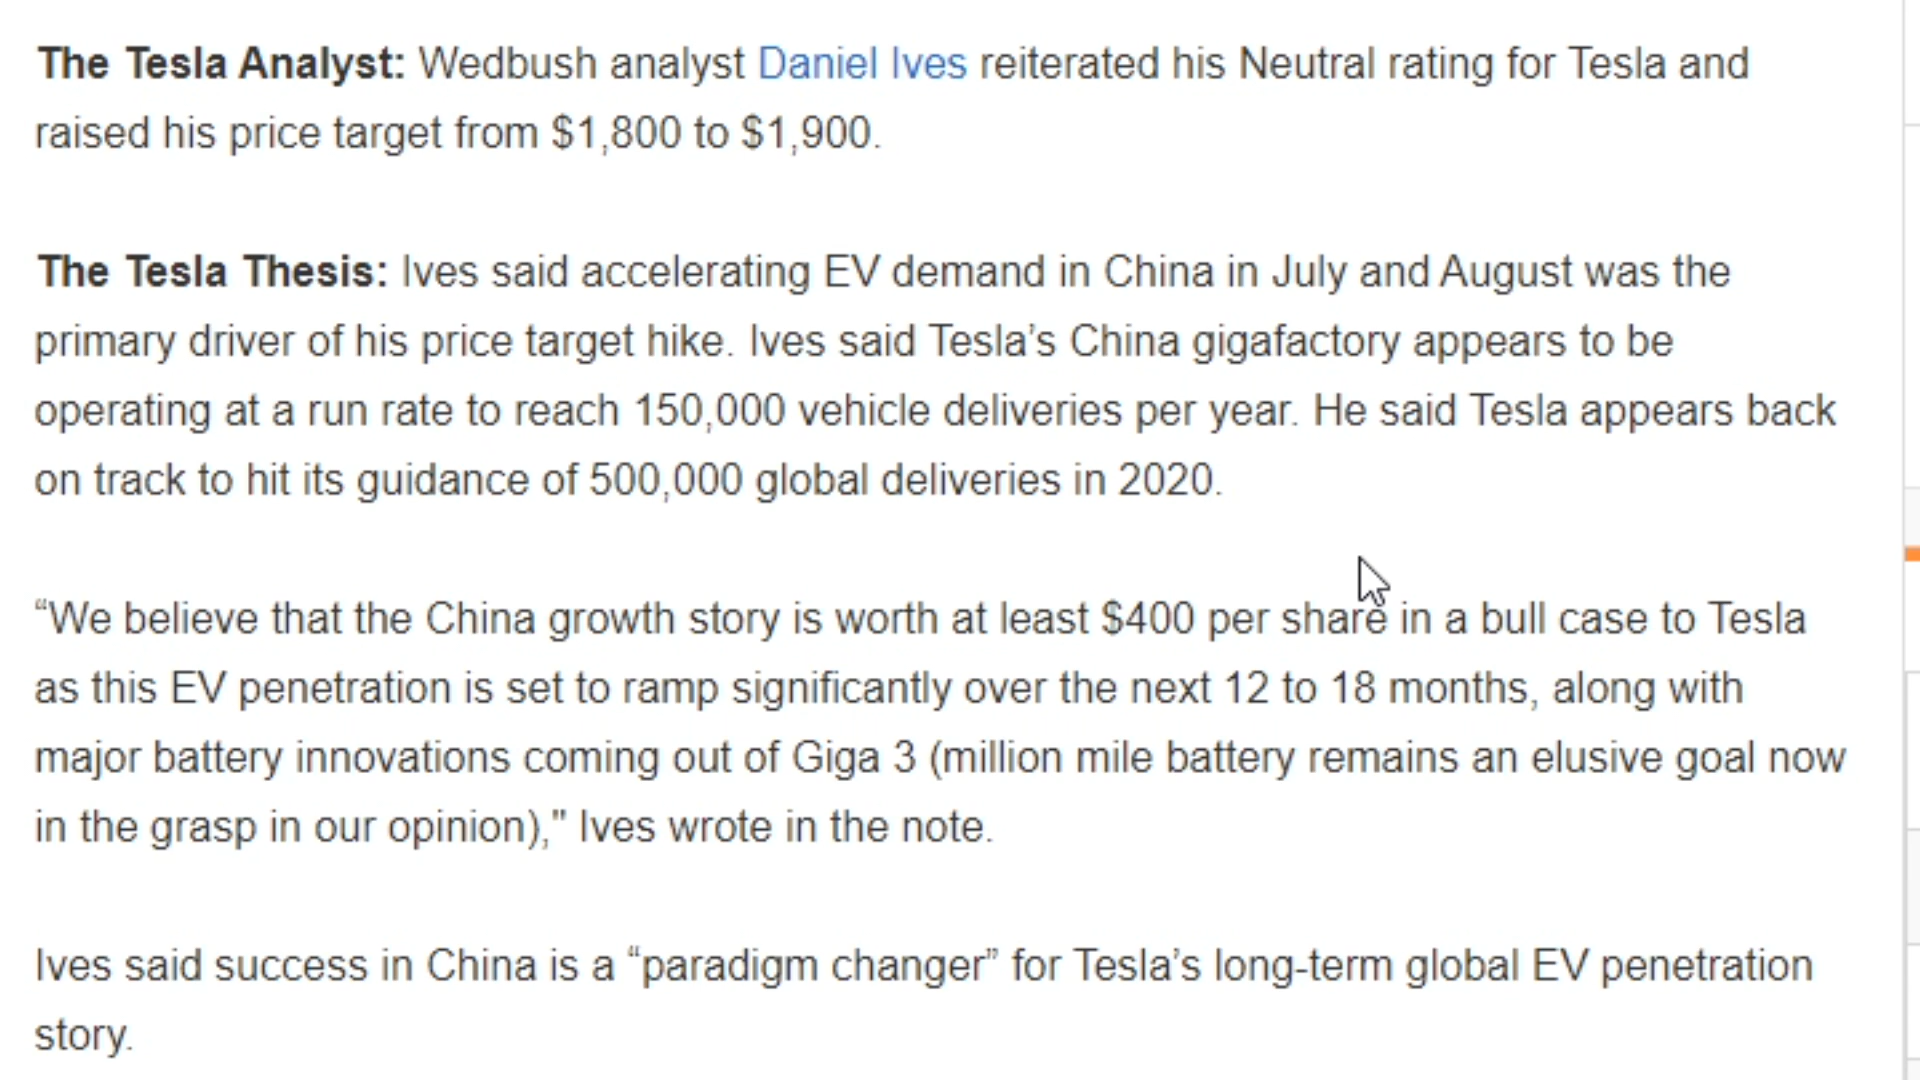 The Tesla Analyst: Wedbush analyst Daniel Ives reiterated his Neutral rating for Tesla and
raised his price target from $1,800 to $1,900.
The Tesla Thesis: Ives said accelerating EV demand in China in July and August was the
primary driver of his price target hike. Ives said Tesla’s China gigafactory appears to be
operating at a run rate to reach 150,000 vehicle deliveries per year. He said Tesla appears back
on track to hit its guidance of 500,000 global deliveries in 2020.
“We believe that the China growth story is worth at least $400 per share in a bull case to Tesla
as this EV penetration is set to ramp significantly over the next 12 to 18 months, along with
major battery innovations coming out of Giga 3 (million mile battery remains an elusive goal now
in the grasp in our opinion)," Ives wrote in the note.
Ives said success in China is a “paradigm changer” for Tesla’s long-term global EV penetration
story.